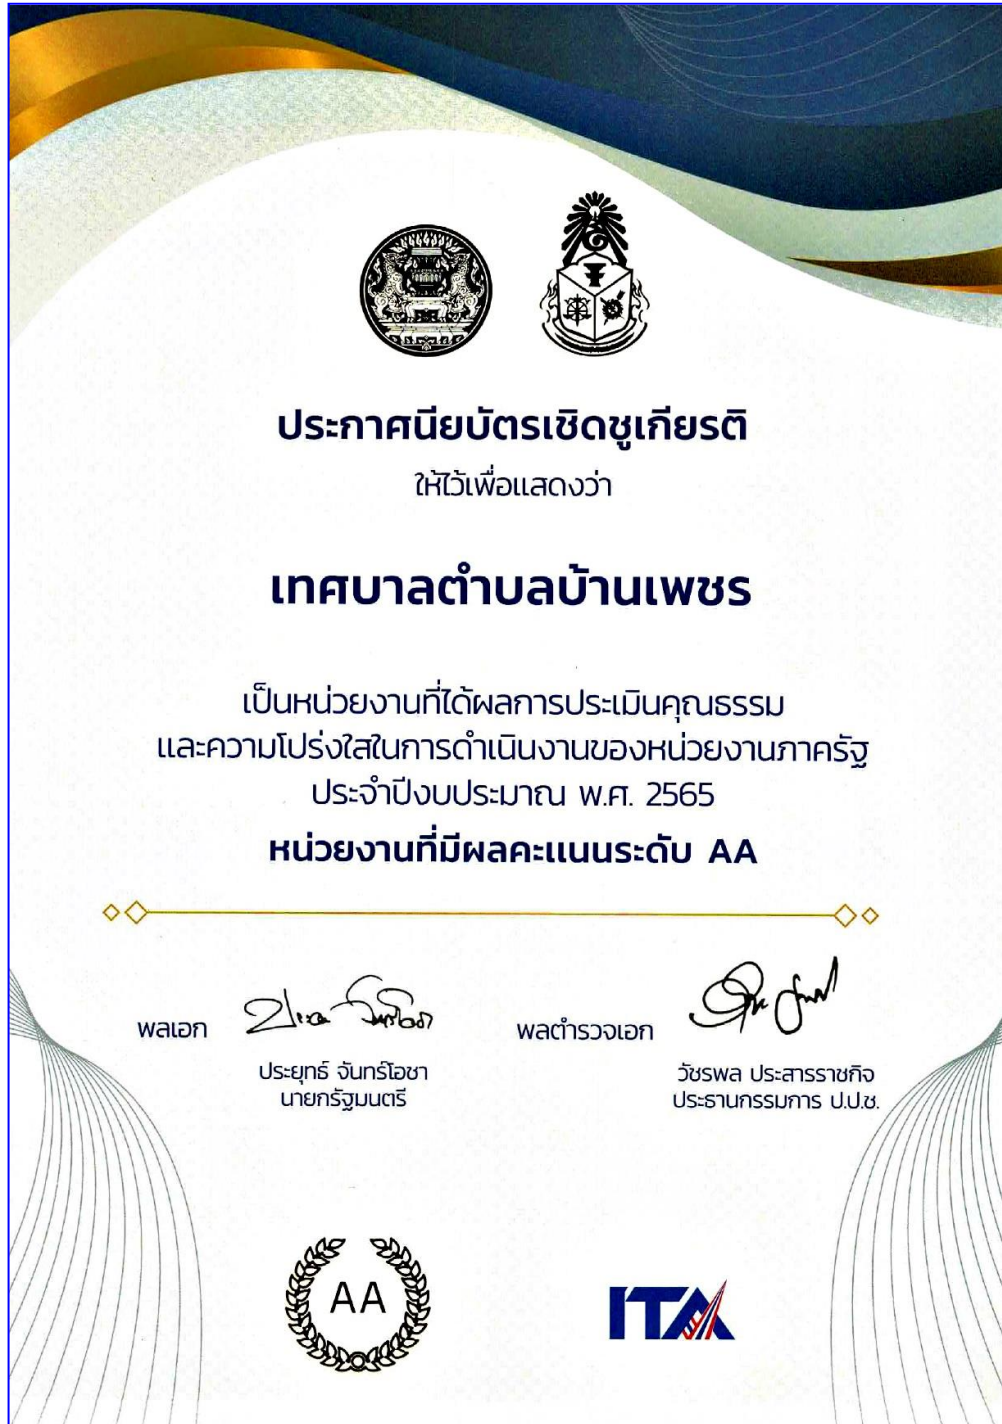 ประกาศนียบัตรเชิดชูเกียรติ
ให้ไว้เพื่อแสดงว่า
เทศบาลตำบลบ้านเพชร
เป็นหน่วยงานที่ได้ผลการประเมินคุณธรรม
และความโปร่งใสในการดำเนินงานของหน่วยงานภาครัฐ
ประจำปีงบประมาณ พ.ศ. 2565
หน่วยงานที่มีผลคะแนนระดับ AA
พลเอก
ประยุทธ์ จันทร์โอชา
นายกรัฐมนตรี
พลตำรวจเอก
วัชรพล ประสารราชกิจ
ประธานกรรมการ ป.ป.ช.
AA
ITA